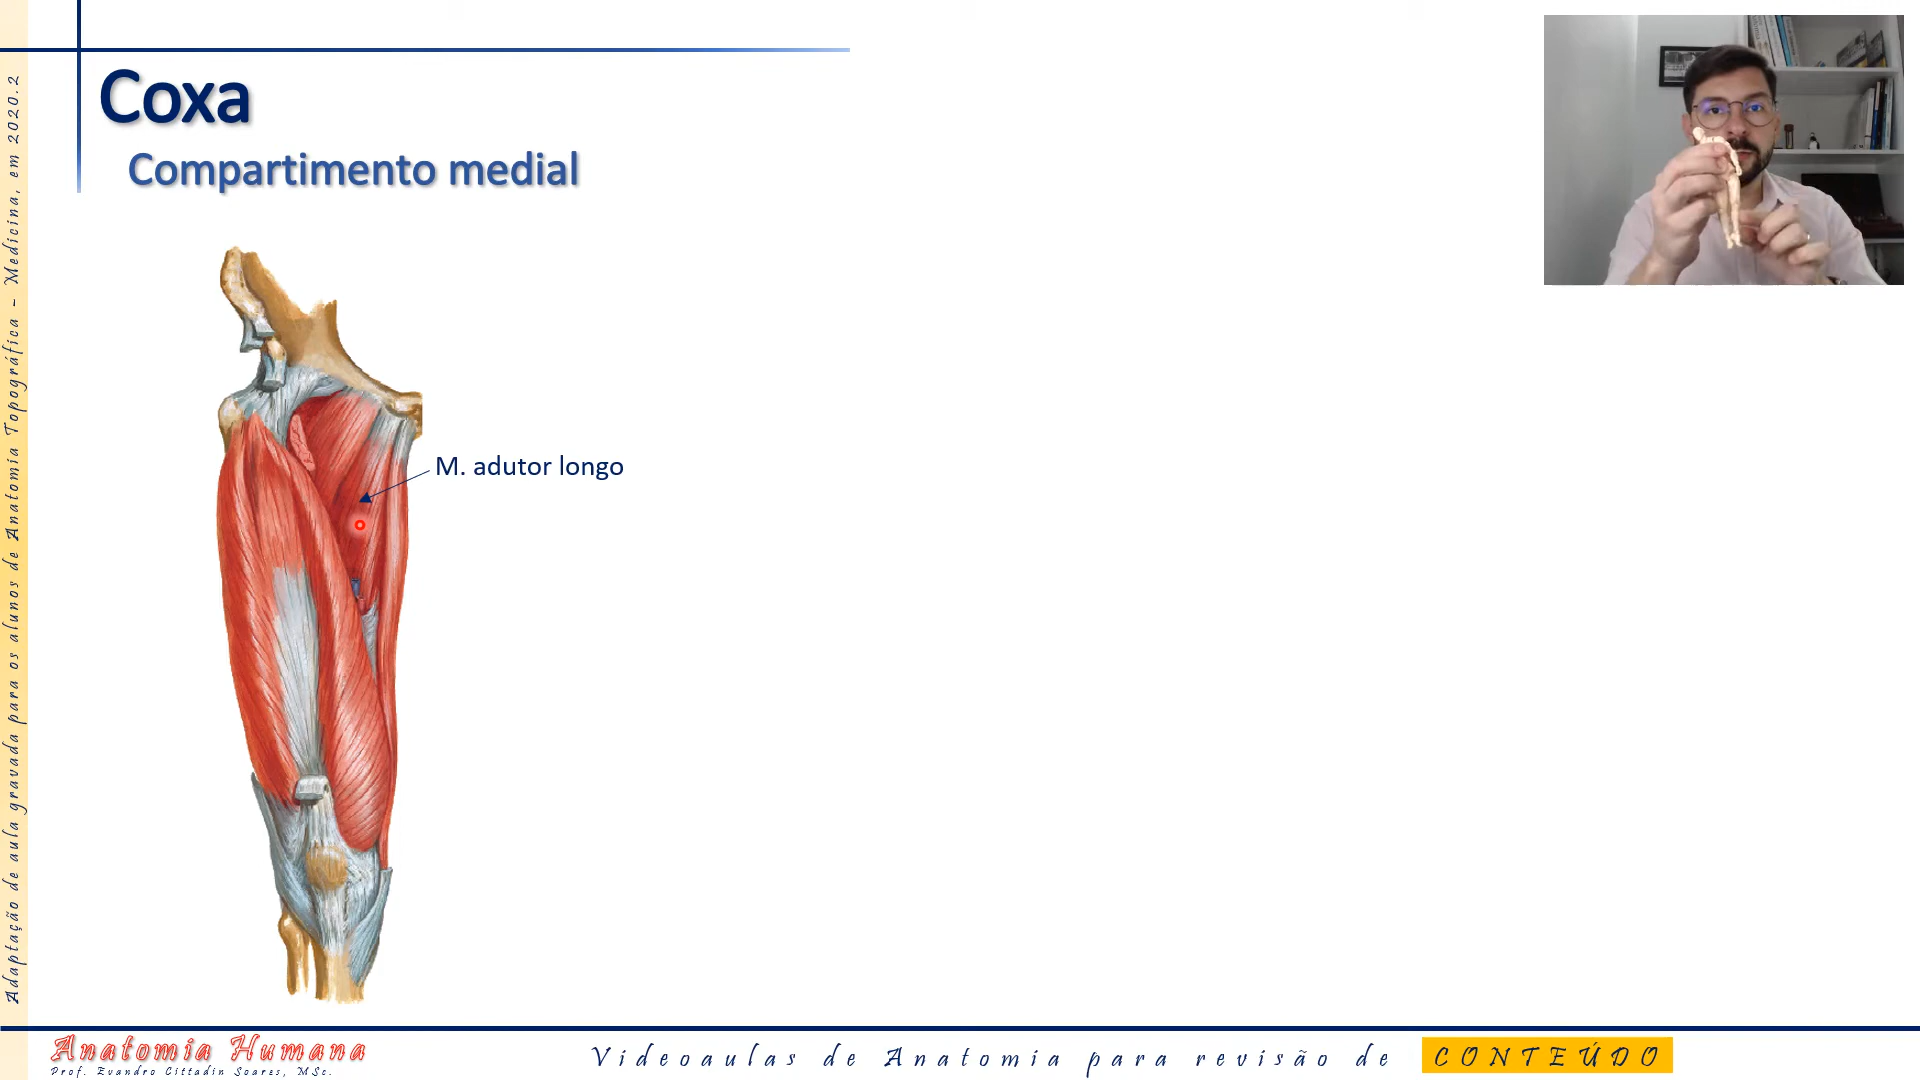 Coxa
Compartimento medial
M. adutor longo
Adaptação de aula gravada para os alunos de Anatomia Topográfica – Medicina, em 2020.2
Anatomia Humana
Prof. Evandro Cittadin Soares, MSc.
Videoaulas de Anatomia para revisão de CONTEÚDO